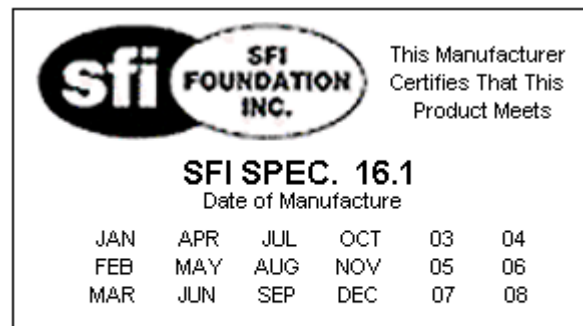 sfi
SFI
FOUNDATION
INC.
This Manufacturer
Certifies That This
Product Meets
SFI SPEC. 16.1
Date of Manufacture
JAN APR JUL OCT 03 04
FEB MAY AUG NOV 05 06
MAR JUN SEP DEC 07 08